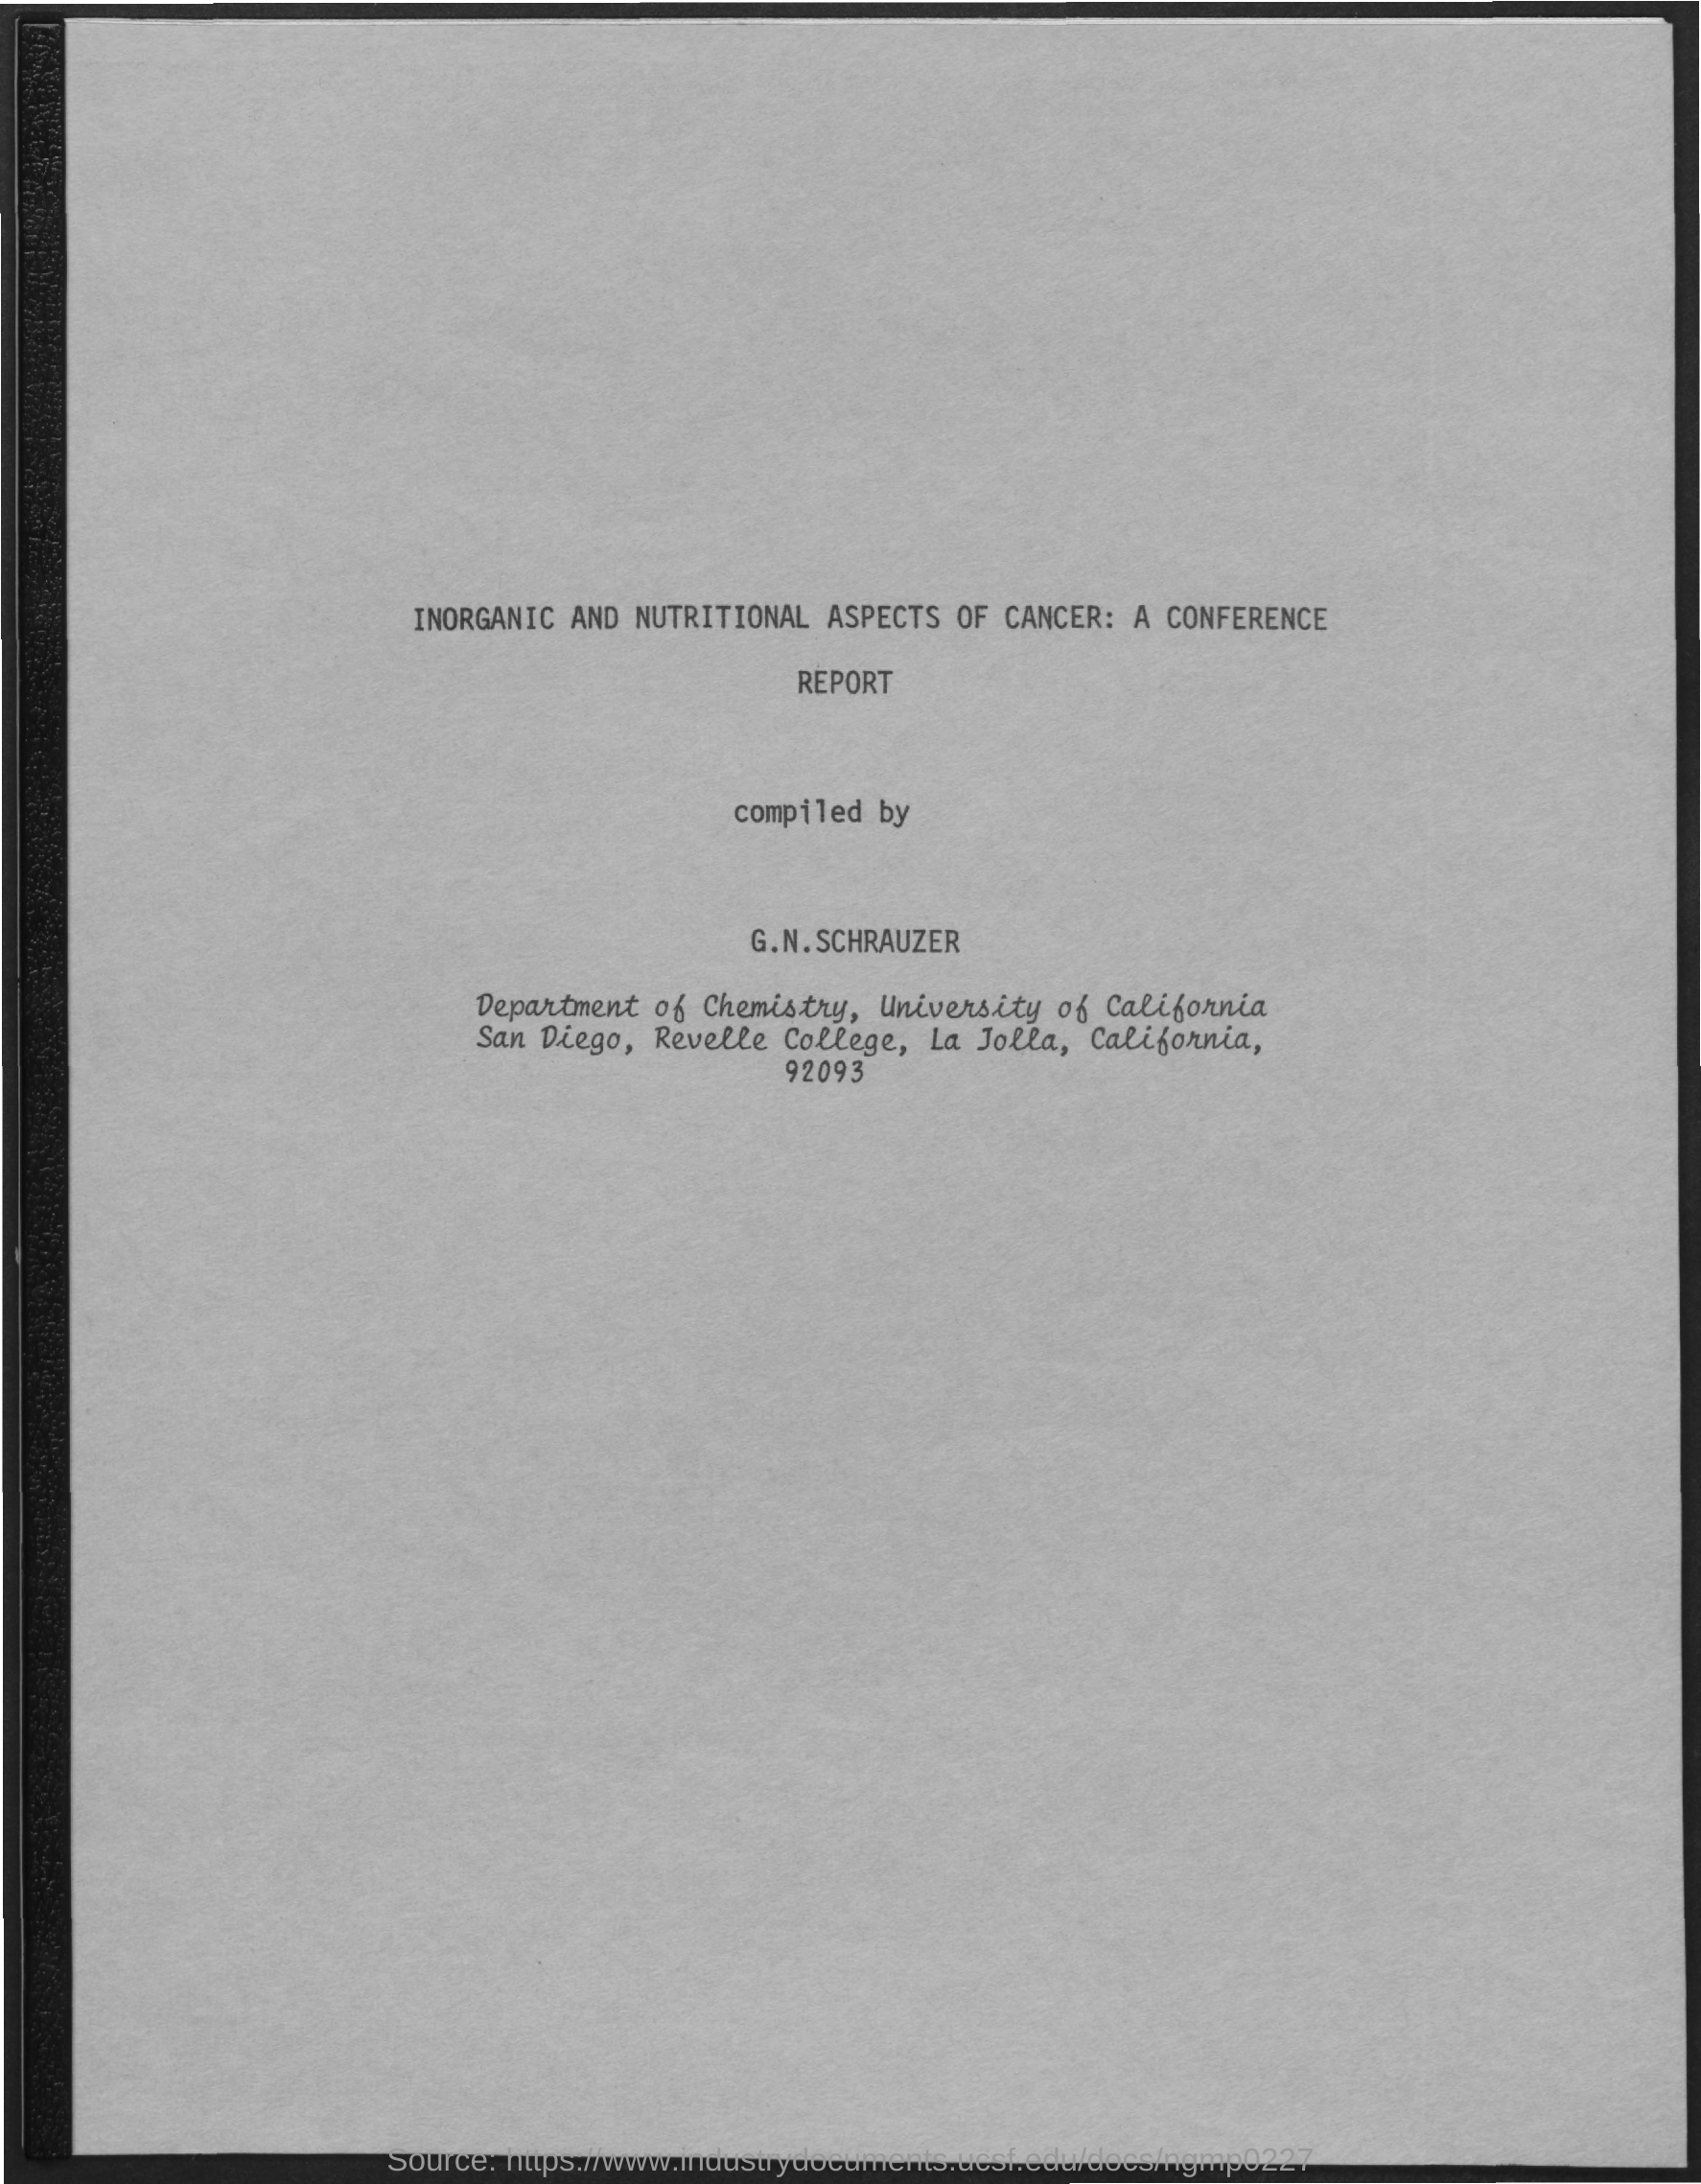 INORGANIC AND NUTRITIONAL ASPECTS OF CANCER: A CONFERENCE
REPORT
compiled by
G.N.SCHRAUZER
Department of Chemistry, University of California
San Diego, Revelle College, La Jolla, California,
92093
Source: https://www.industrydocuments.ucsf.edu/docs/ngmp0227